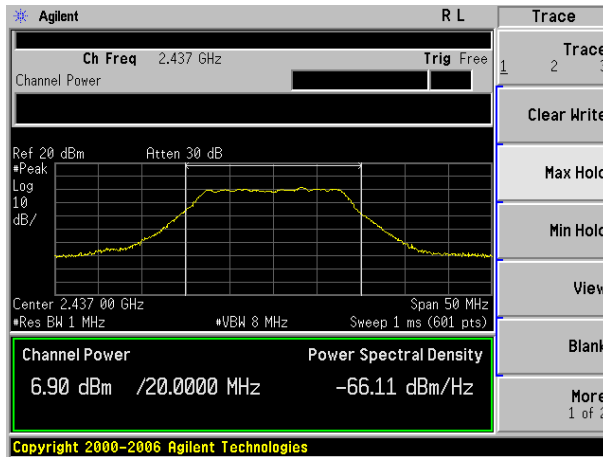 Agilent R L Trace
Ch Freq 2.437 GHz Trig Free
Channel Power
Trace
1 2 3
Clear Write
Ref 20 dBm Atten 30 dB
#Peak
Log
10
dB/
Max Hold
Min Hold
View
Center 2.437 00 GHz Span 50 MHz
#Res BW 1 MHz #VBW 8 MHz Sweep 1 ms (601 pts)
Channel Power Power Spectral Density
6.90 dBm /20.0000 MHz -66.11 dBm/Hz
Blank
More
1 of 2
Copyright 2000-2006 Agilent Technologies